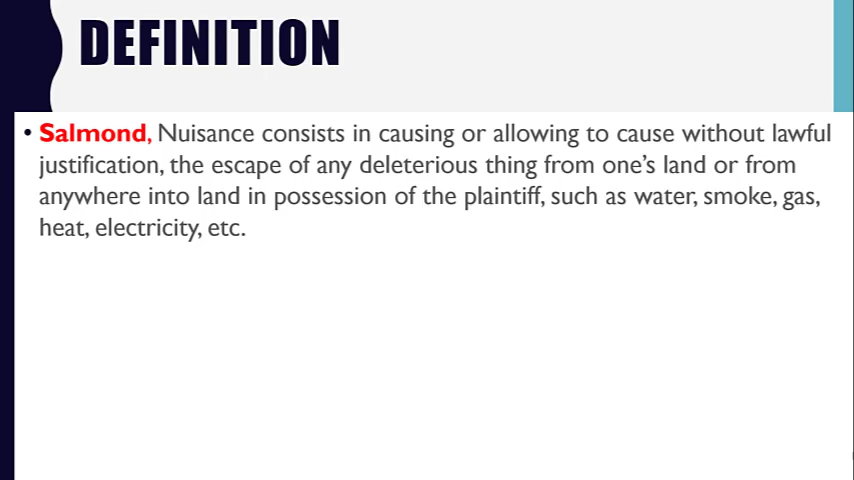 DEFINITION
• Salmond, Nuisance consists in causing or allowing to cause without lawful
justification, the escape of any deleterious thing from one’s land or from
anywhere into land in possession of the plaintiff, such as water, smoke, gas,
heat, electricity, etc.